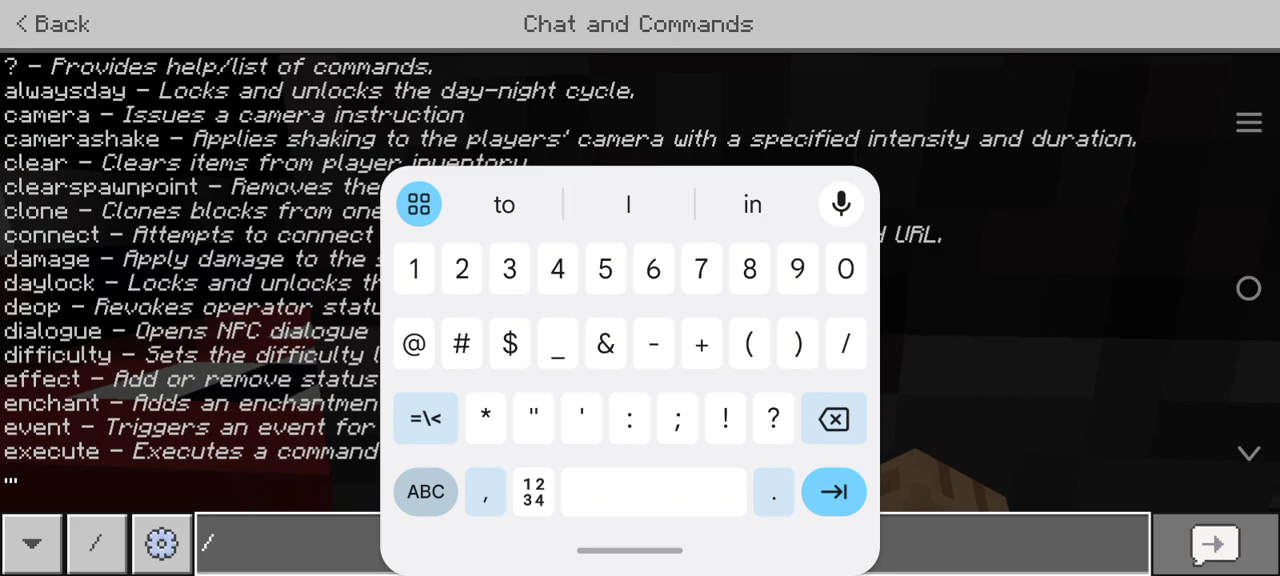 Back
Chat and Commands
? - Provides help/list of commands.
alwaysday - Locks and unlocks the day-night cycle.
camera - Issues a camera instruction
camerashake - Applies shaking to the players' camera with a specified intensity and duration.
clear - Clears items from player inventory.
clearspawnpoint - Removes the
clone - Clones blocks from one
connect - Attempts to connect URL.
damage - Apply damage to the
daylock - Locks and unlocks
deop - Revokes operator
dialogue - Opens NPC dialogue
difficulty - Sets the difficulty
effect - Add or remove status
enchant - Adds an
event - Triggers an event for
execute - Executes a command
...
to I in
1 2 3 4 5 6 7 8 9 0
@ # $ _ & - + ( ) /
=\< * " ' : ; ! ?
ABC , 12 .
34
/ /